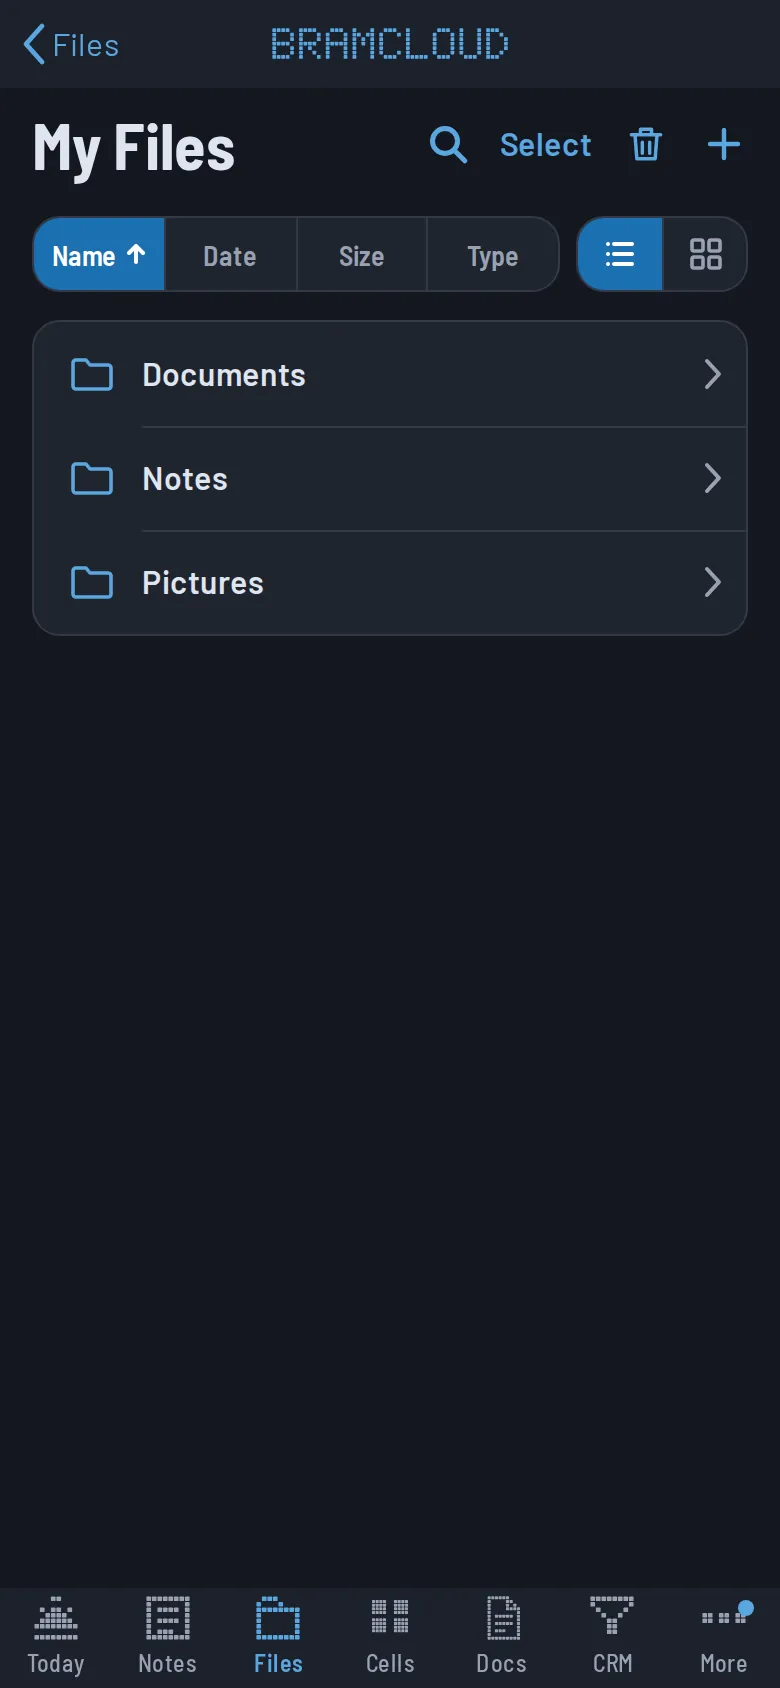 Files
BRAMCLOUD
My Files
Select
Name
Date
Size
Type
Documents
Notes
Pictures
Today
Notes
Files
Cells
Docs
CRM
More